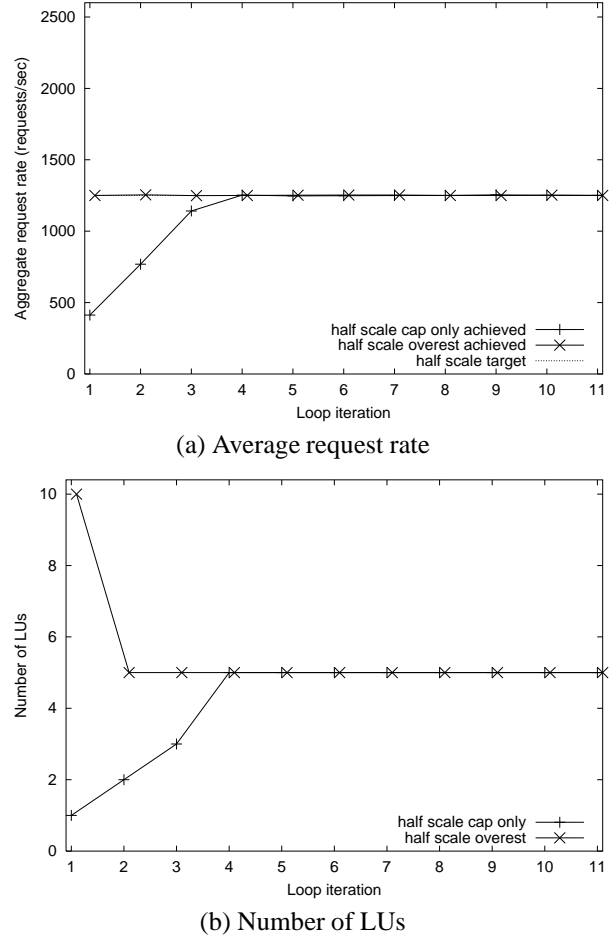 2500
2000
1500
1000
500
0
Aggregate request rate (requests/sec)
half scale cap only achieved
half scale overest achieved
half scale target
1 2 3 4 5 6 7 8 9 10 11
Loop iteration
(a) Average request rate
10
8
6
4
2
0
Number of LUs
half scale cap only
half scale overest
1 2 3 4 5 6 7 8 9 10 11
Loop iteration
(b) Number of LUs